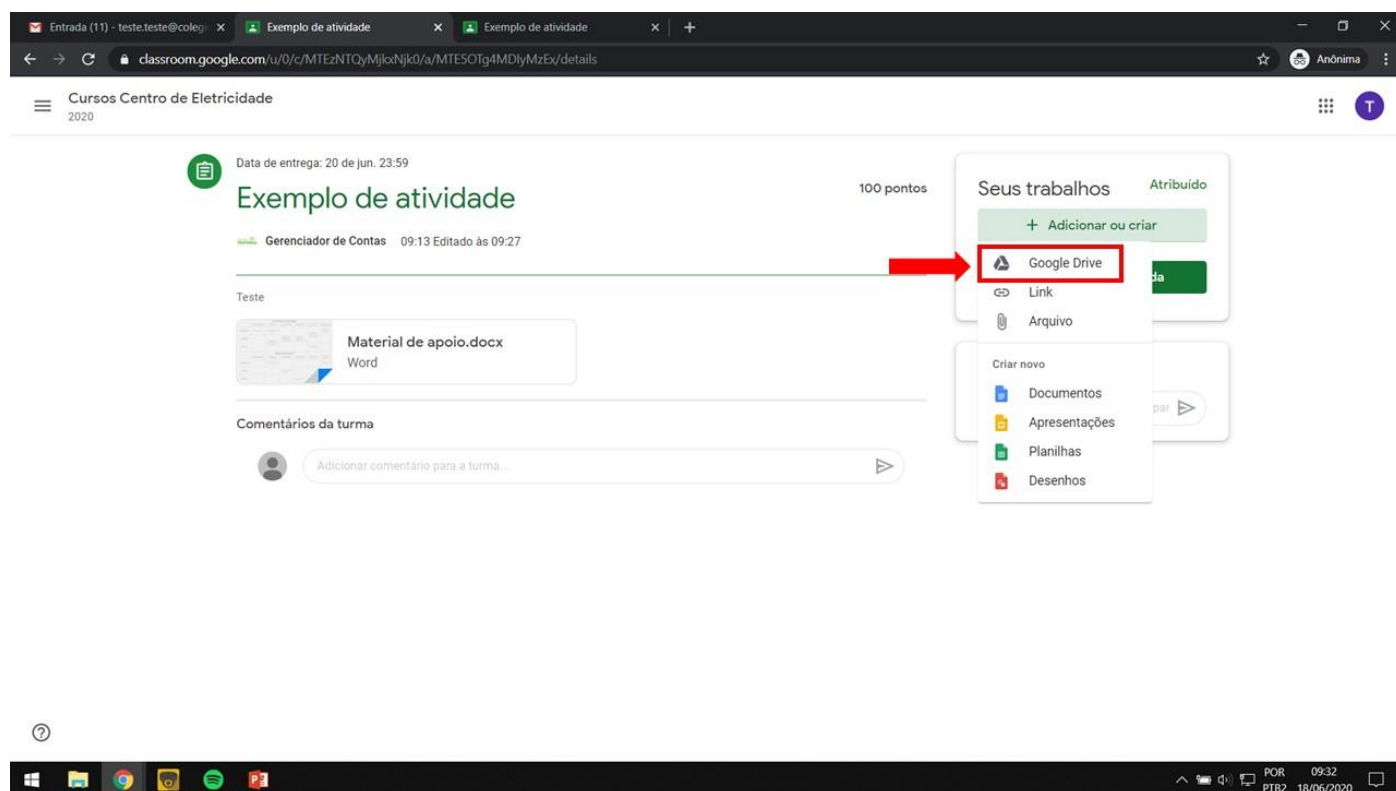 Entrada (11) - teste.teste@colegi
Exemplo de atividade
Exemplo de atividade
classroom.google.com/u/0/c/MTEzNTQyMjkxNjk0/a/MTE5OTg4MDIyMzEx/details
Anônima
Cursos Centro de Eletricidade
2020
T
Data de entrega: 20 de jun. 23:59
Exemplo de atividade
100 pontos
Gerenciador de Contas 09:13 Editado às 09:27
Teste
Material de apoio.docx
Word
Comentários da turma
Adicionar comentário para a turma...
Seus trabalhos
Atribuído
+ Adicionar ou criar
Google Drive
da
Link
Arquivo
Criar novo
Documentos
par
Apresentações
Planilhas
Desenhos
POR
PTB2
09:32
18/06/2020